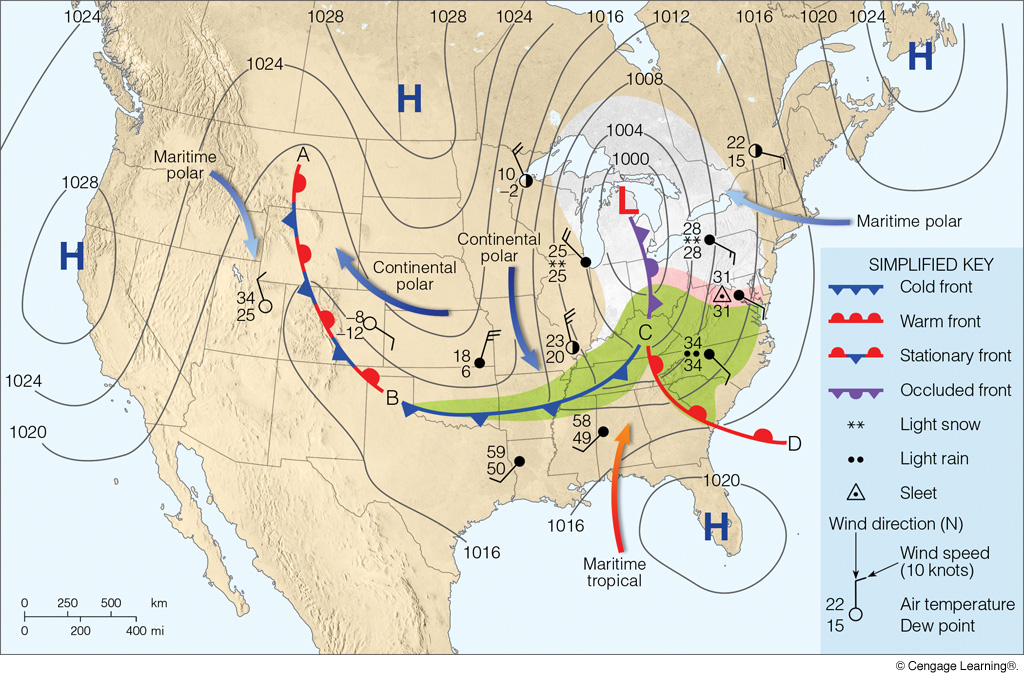 1024
1028
1028
1024
1016
1012
1016
1020
1024
H
1024
H
1008
1004
1000
A
Maritime
polar
22
15
10
–2
1028
L
Maritime polar
H
Continental
polar
Continental
polar
28
**
28
25
**
25
31
31
34
25
–8
–12
C
23
20
34
34
18
6
1024
B
1020
58
49
D
59
50
1020
1016
H
1016
Maritime
tropical
SIMPLIFIED KEY
Cold front
Warm front
Stationary front
Occluded front
** Light snow
•• Light rain
Sleet
Wind direction (N)
Wind speed
(10 knots)
22 Air temperature
15 Dew point
0 250 500 km
0 200 400 mi
© Cengage Learning®.